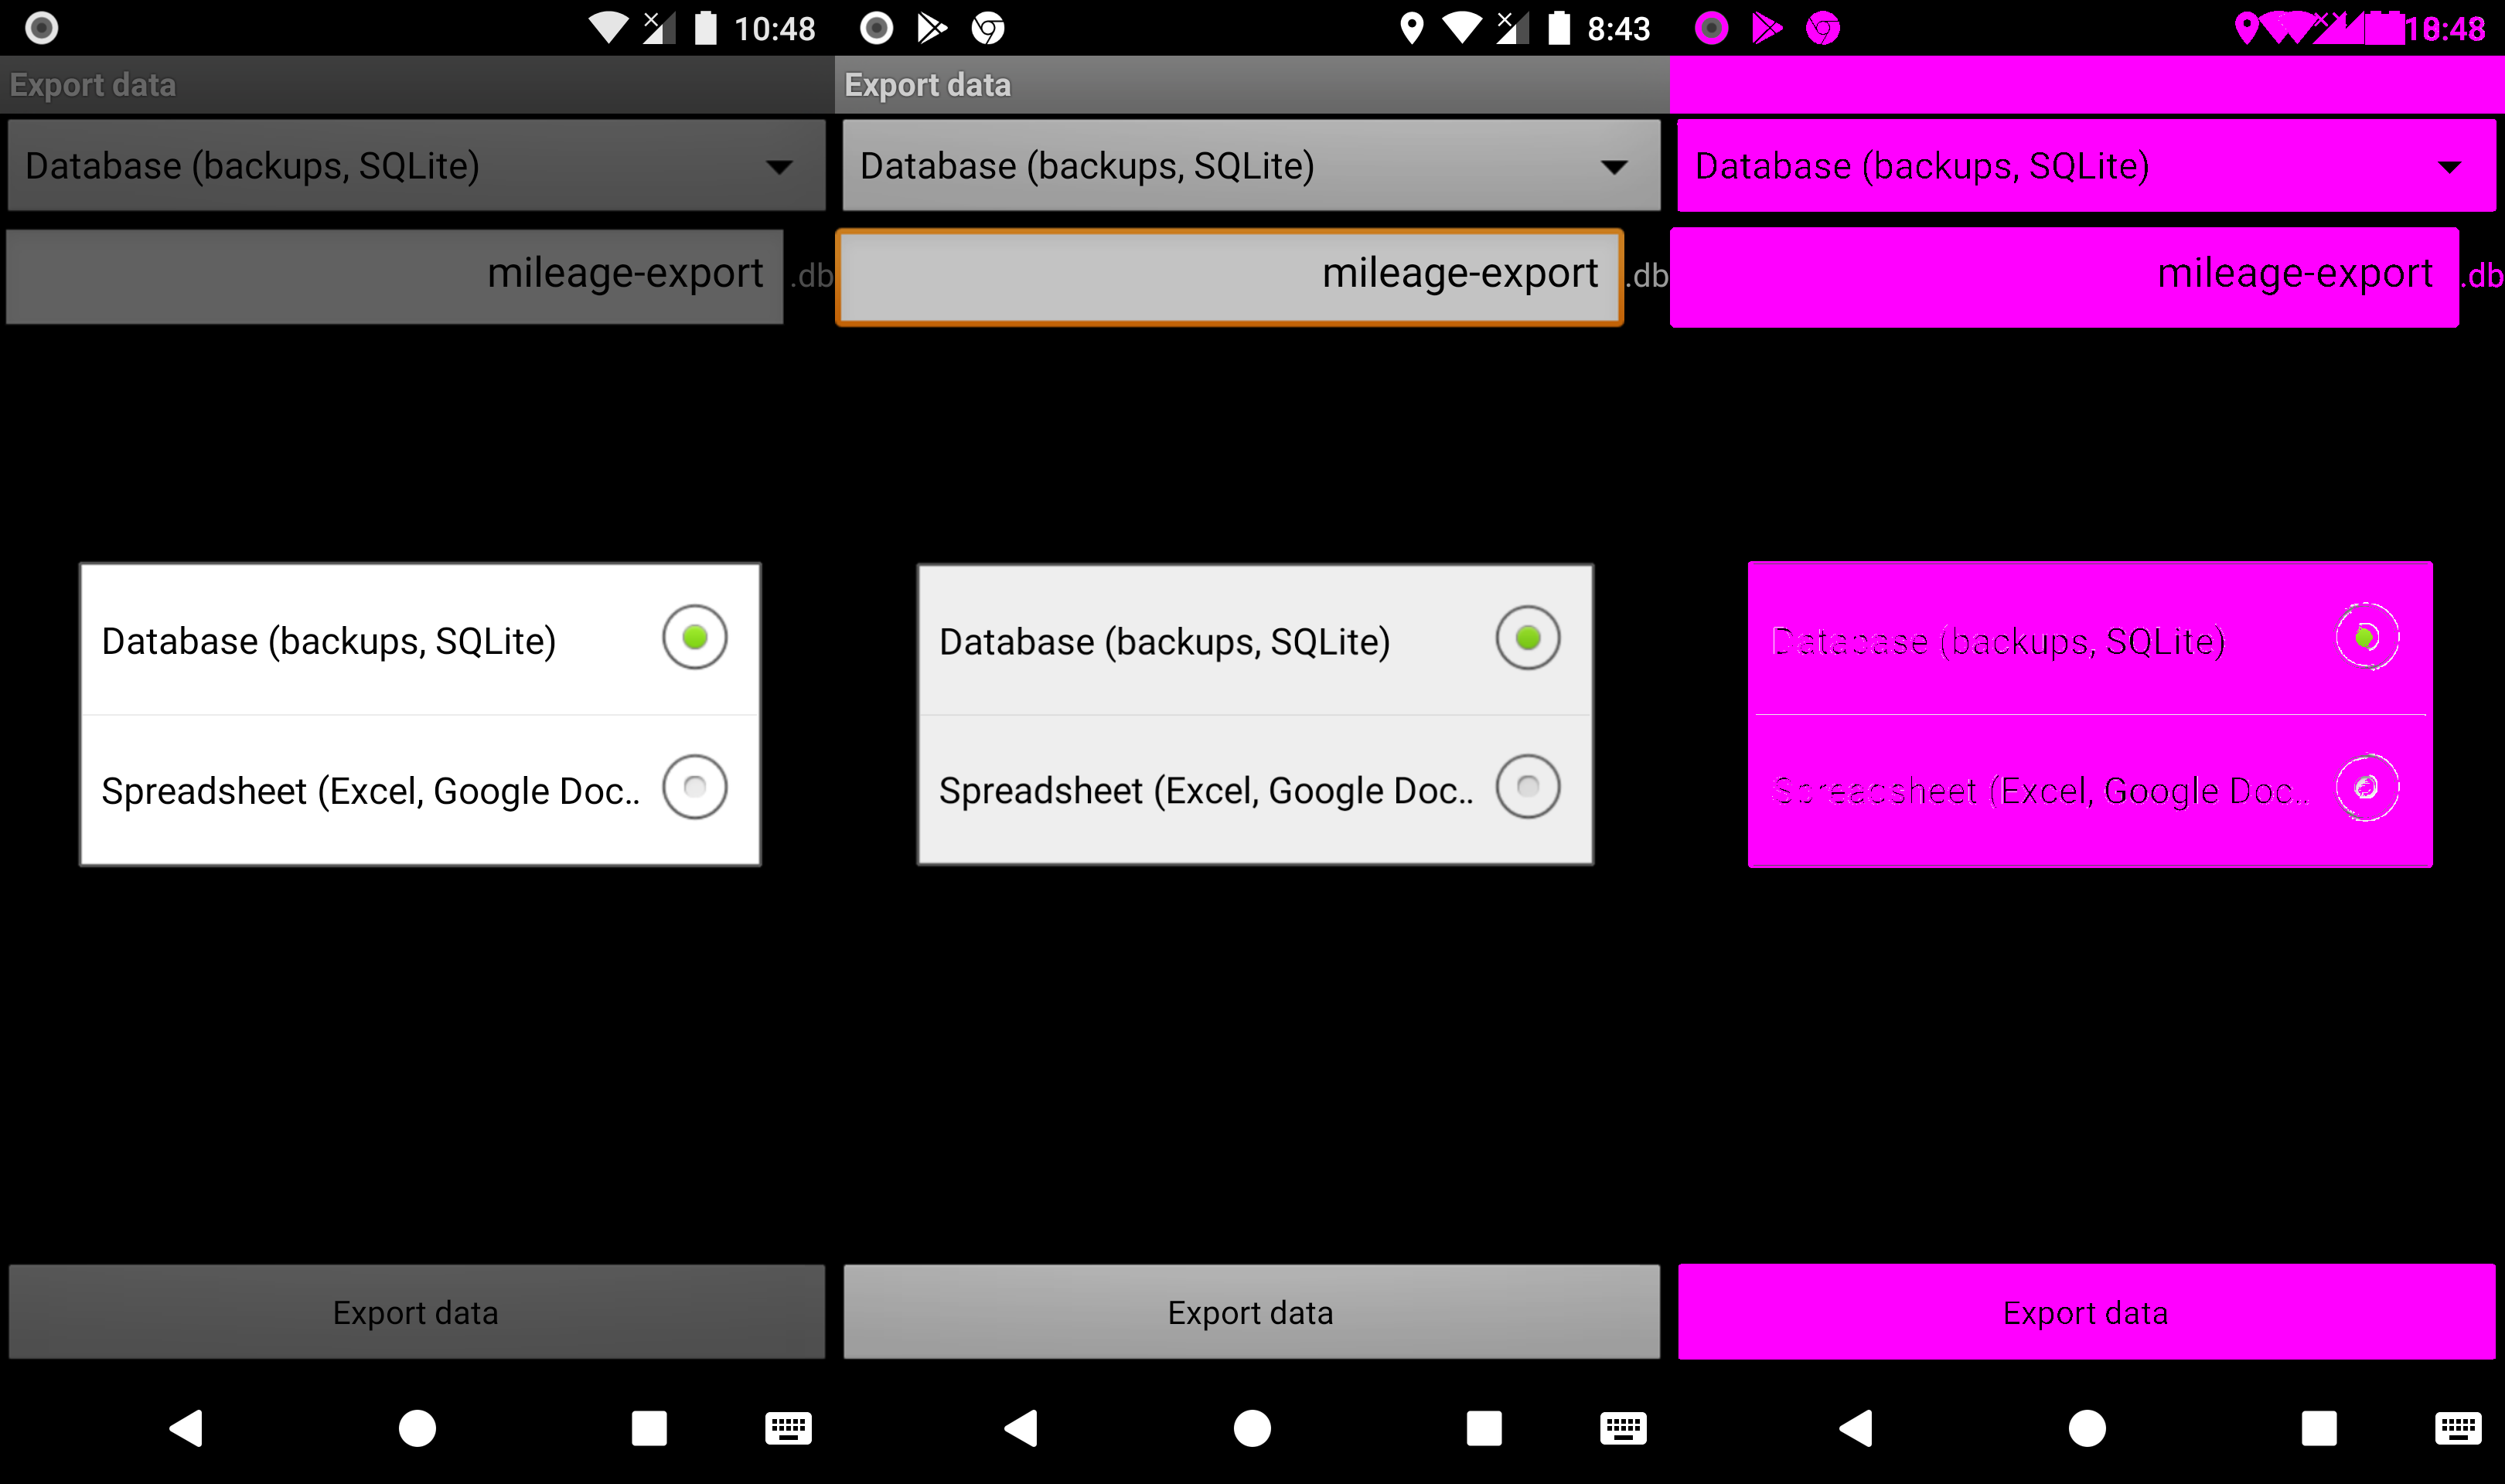 10:48
Export data
Database (backups, SQLite)
mileage-export .db
Database (backups, SQLite)
Spreadsheet (Excel, Google Doc..
Export data
8:43
Export data
Database (backups, SQLite)
mileage-export .db
Database (backups, SQLite)
Spreadsheet (Excel, Google Doc..
Export data
Database (backups, SQLite)
mileage-export .db
Database (backups, SQLite)
Spreadsheet (Excel, Google Doc..
Export data